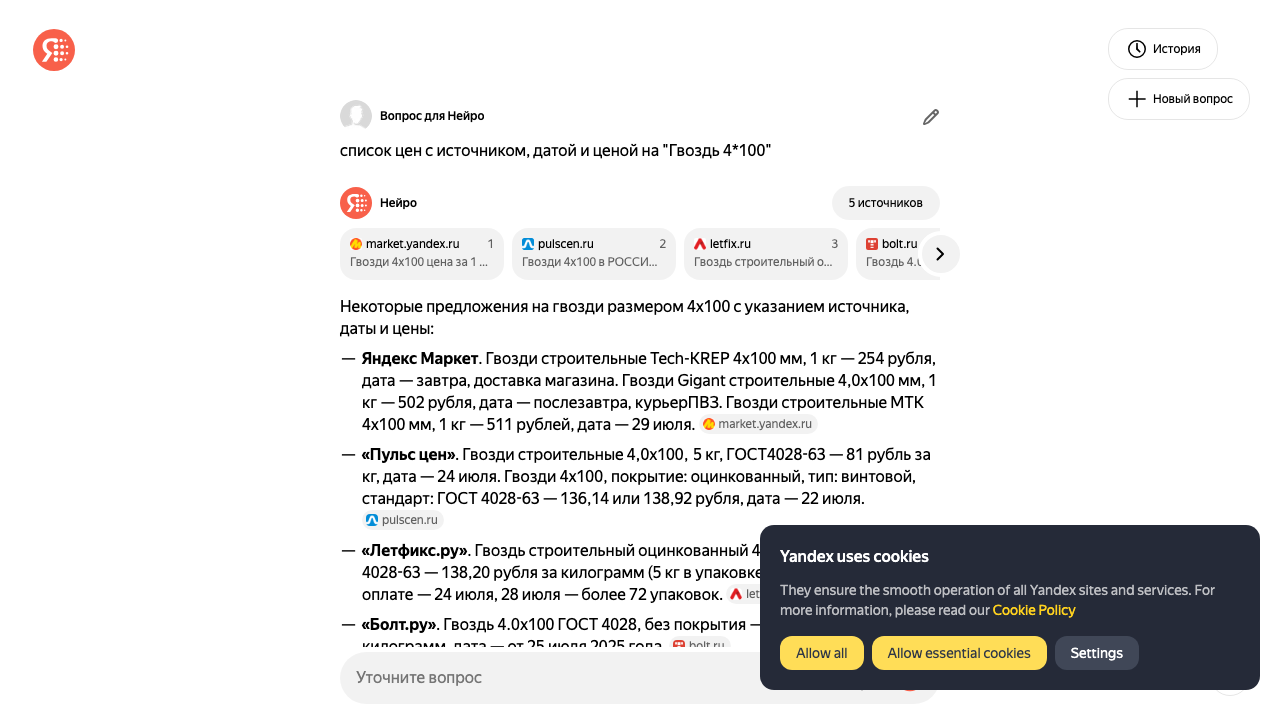 История
Новый вопрос
Вопрос для Нейро
список цен с источником, датой и ценой на "Гвоздь 4*100"
Нейро
5 источников
market.yandex.ru 1
Гвозди 4х100 цена за 1 ...
pulscen.ru 2
Гвозди 4х100 в РОССИ...
letfix.ru 3
Гвоздь строительный о...
bolt.ru
Гвоздь 4.0
Некоторые предложения на гвозди размером 4х100 с указанием источника,
даты и цены:
— Яндекс Маркет. Гвозди строительные Tech-KREP 4х100 мм, 1 кг — 254 рубля,
дата — завтра, доставка магазина. Гвозди Gigant строительные 4,0х100 мм, 1
кг — 502 рубля, дата — послезавтра, курьерПВЗ. Гвозди строительные МТК
4х100 мм, 1 кг — 511 рублей, дата — 29 июля. market.yandex.ru
— «Пульс цен». Гвозди строительные 4,0х100, 5 кг, ГОСТ4028-63 — 81 рубль за
кг, дата — 24 июля. Гвозди 4х100, покрытие: оцинкованный, тип: винтовой,
стандарт: ГОСТ 4028-63 — 136,14 или 138,92 рубля, дата — 22 июля.
pulscen.ru
— «Летфикс.ру». Гвоздь строительный оцинкованный 4
4028-63 — 138,20 рубля за килограмм (5 кг в упаковке
оплате — 24 июля, 28 июля — более 72 упаковок. let
— «Болт.ру». Гвоздь 4.0х100 ГОСТ 4028, без покрытия —
килограмм, дата — от 25 июля 2025 года. bolt.ru
Уточните вопрос
Yandex uses cookies
They ensure the smooth operation of all Yandex sites and services. For
more information, please read our Cookie Policy
Allow all
Allow essential cookies
Settings